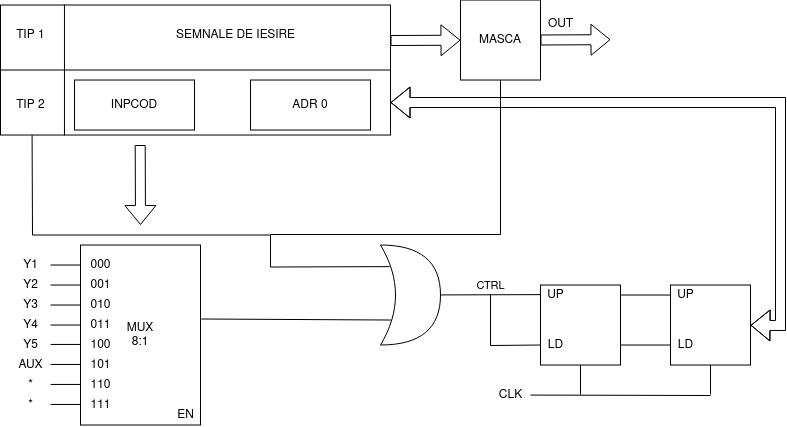 TIP 1
SEMNALE DE IESIRE
MASCA
OUT
TIP 2
INPCOD
ADR 0
Y1
000
Y2
001
Y3
010
Y4
011
Y5
100
AUX
101
*
110
*
111
MUX
8:1
EN
CTRL
UP
LD
UP
LD
CLK